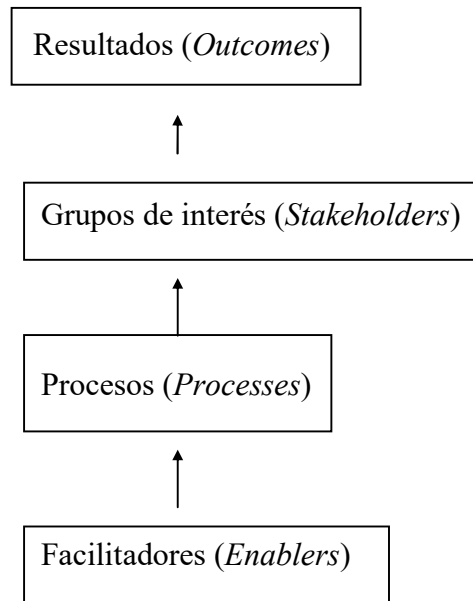 Resultados (Outcomes)
Grupos de interés (Stakeholders)
Procesos (Processes)
Facilitadores (Enablers)